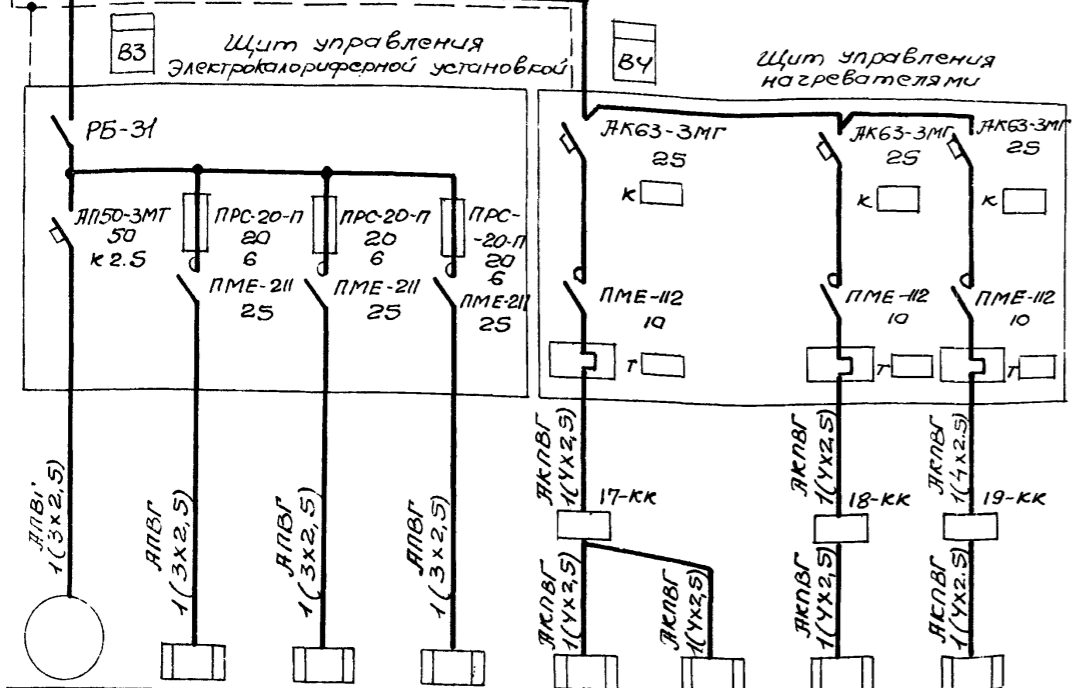 В3
Щит управления
Электрокалориферной установкой
В4
Щит управления
нагревателями
РБ-31
АП50-3МТ
50
К 2.5
ПРС-20-П
20
6
ПМЕ-211
25
ПРС-20-П
20
6
ПМЕ-211
25
ПРС-
-20-П
20
6
ПМЕ-211
25
АК63-3МГ
25
К
ПМЕ-112
10
Т
АК63-3МГ
25
К
ПМЕ-112
10
Т
АК63-3МГ
25
К
ПМЕ-112
10
Т
АПВГ
1(3х2,5)
АПВГ
1(3х2,5)
АПВГ
1(3х2,5)
АПВГ
1(3х2,5)
АКПВГ
1(4х2,5)
17-КК
АКПВГ
1(4х2,5)
АКПВГ
1(4х2,5)
АКПВГ
1(4х2,5)
18-КК
АКПВГ
1(4х2,5)
АКПВГ
1(4х2.5)
19-КК
АКПВГ
1(4х2.5)